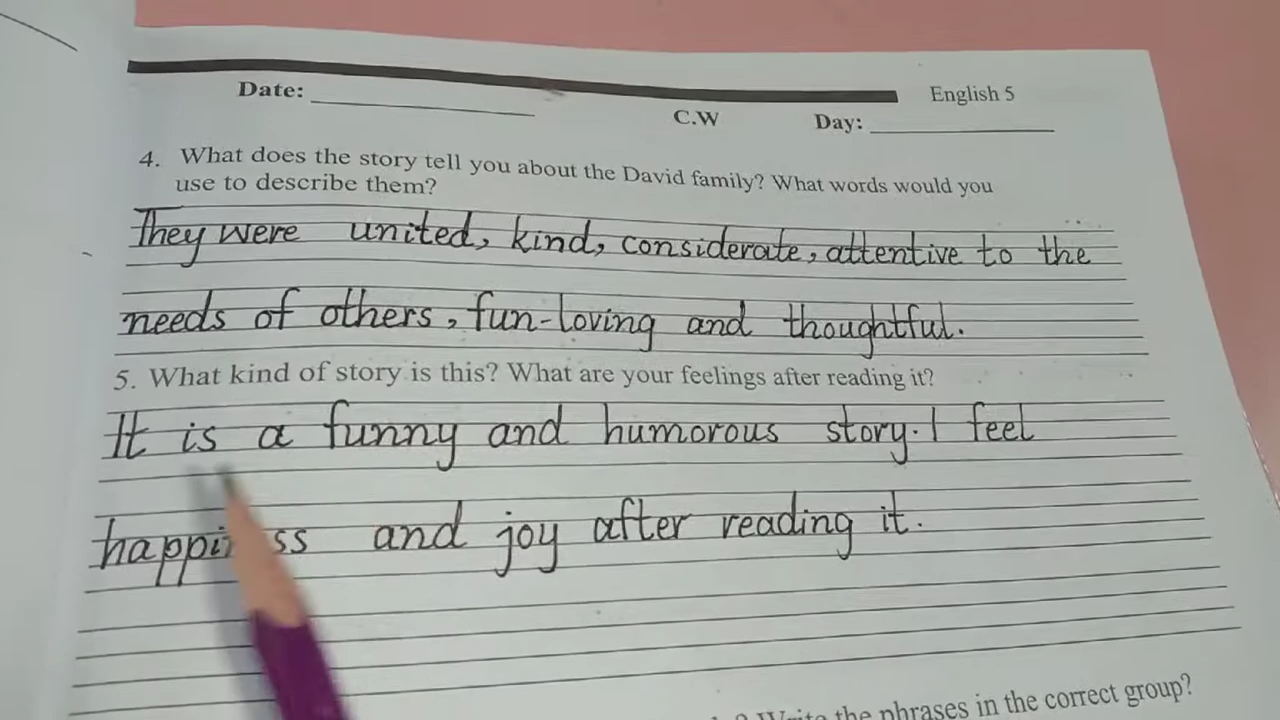 Date: English 5
C.W Day:
4. What does the story tell you about the David family? What words would you
use to describe them?
They were united, kind, considerate, attentive to the
needs of others, fun-loving and thoughtful.
5. What kind of story is this? What are your feelings after reading it?
It is a funny and humorous story. I feel
and joy after reading it.
the phrases in the correct group?